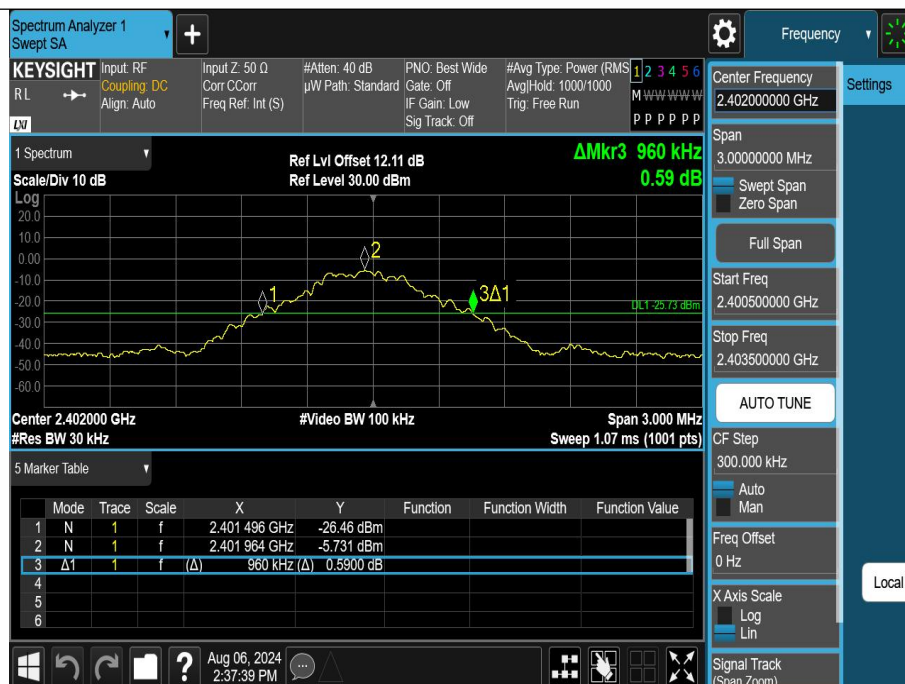 Spectrum Analyzer 1
Swept SA
+
Frequency
KEYSIGHT
R L
LXI
Input: RF
Coupling: DC
Align: Auto
Input Z: 50 Ω
Corr CCorr
Freq Ref: Int (S)
#Atten: 40 dB
µW Path: Standard
PNO: Best Wide
Gate: Off
IF Gain: Low
Sig Track: Off
#Avg Type: Power (RMS
Avg|Hold: 1000/1000
Trig: Free Run
1 2 3 4 5 6
M W W W W W
P P P P P P
1 Spectrum
Scale/Div 10 dB
Ref Lvl Offset 12.11 dB
Ref Level 30.00 dBm
ΔMkr3 960 kHz
0.59 dB
Log
20.0
10.0
0.00
-10.0
-20.0
-30.0
-40.0
-50.0
-60.0
1
2
3Δ1
DL1 -25.73 dBm
Center 2.402000 GHz
#Video BW 100 kHz
Span 3.000 MHz
#Res BW 30 kHz
Sweep 1.07 ms (1001 pts)
5 Marker Table
Mode Trace Scale X Y Function Function Width Function Value
1 N 1 f 2.401 496 GHz -26.46 dBm
2 N 1 f 2.401 964 GHz -5.731 dBm
3 Δ1 1 f (Δ) 960 kHz (Δ) 0.5900 dB
4
5
6
?
Aug 06, 2024
2:37:39 PM
Center Frequency
2.402000000 GHz
Settings
Span
3.00000000 MHz
Swept Span
Zero Span
Full Span
Start Freq
2.400500000 GHz
Stop Freq
2.403500000 GHz
AUTO TUNE
CF Step
300.000 kHz
Auto
Man
Freq Offset
0 Hz
Local
X Axis Scale
Log
Lin
Signal Track
(Span Zoom)